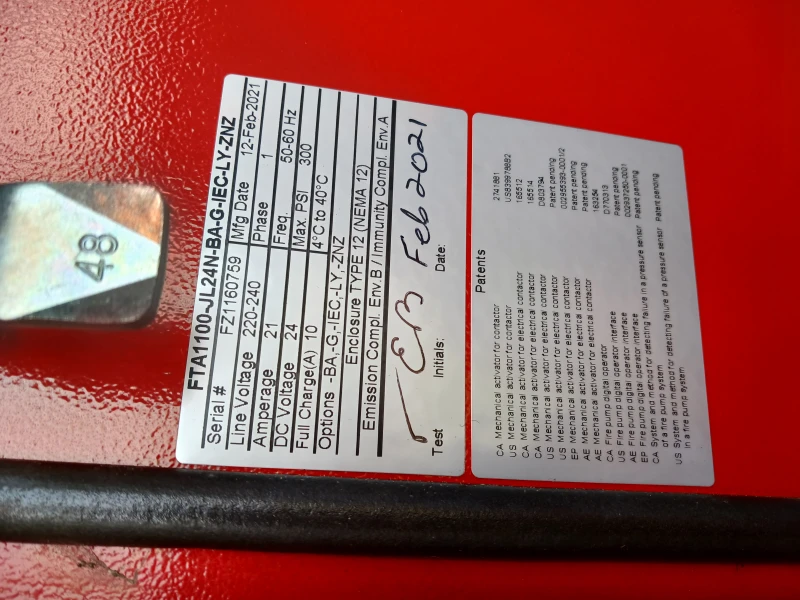 48
FTA1100-JL24N-BA-G-IEC-LY-ZNZ
Serial # FZ1160759 Mfg Date 12-Feb-2021
Line Voltage 220-240 Phase 1
Amperage 21 Freq. 50-60 Hz
DC Voltage 24 Max. PSI 300
Full Charge(A) 10 4°C to 40°C
Options -BA,-G,-IEC,-LY,-ZNZ
Enclosure TYPE 12 (NEMA 12)
Emission Compl. Env.B / Immunity Compl. Env.A
Test Initials: EB Date: Feb 2021
Patents
CA Mechanical activator for contactor 2741881
US Mechanical activator for contactor
CA Mechanical activator for electrical contactor 165512
CA Mechanical activator for electrical contactor 165514
US Mechanical activator for electrical contactor D803794
US Mechanical activator for electrical contactor Patent pending
EP Mechanical activator for electrical contactor
AE Mechanical activator for electrical contactor Patent pending
AE Mechanical activator for electrical contactor Patent pending
CA Fire pump digital operator 163254
US Fire pump digital operator interface D770313
AE Fire pump digital operator interface Patent pending
EP Fire pump digital operator interface
CA System and method for detecting failure in a pressure sensor of a fire pump system Patent pending
US System and method for detecting failure of a pressure sensor in a fire pump system Patent pending